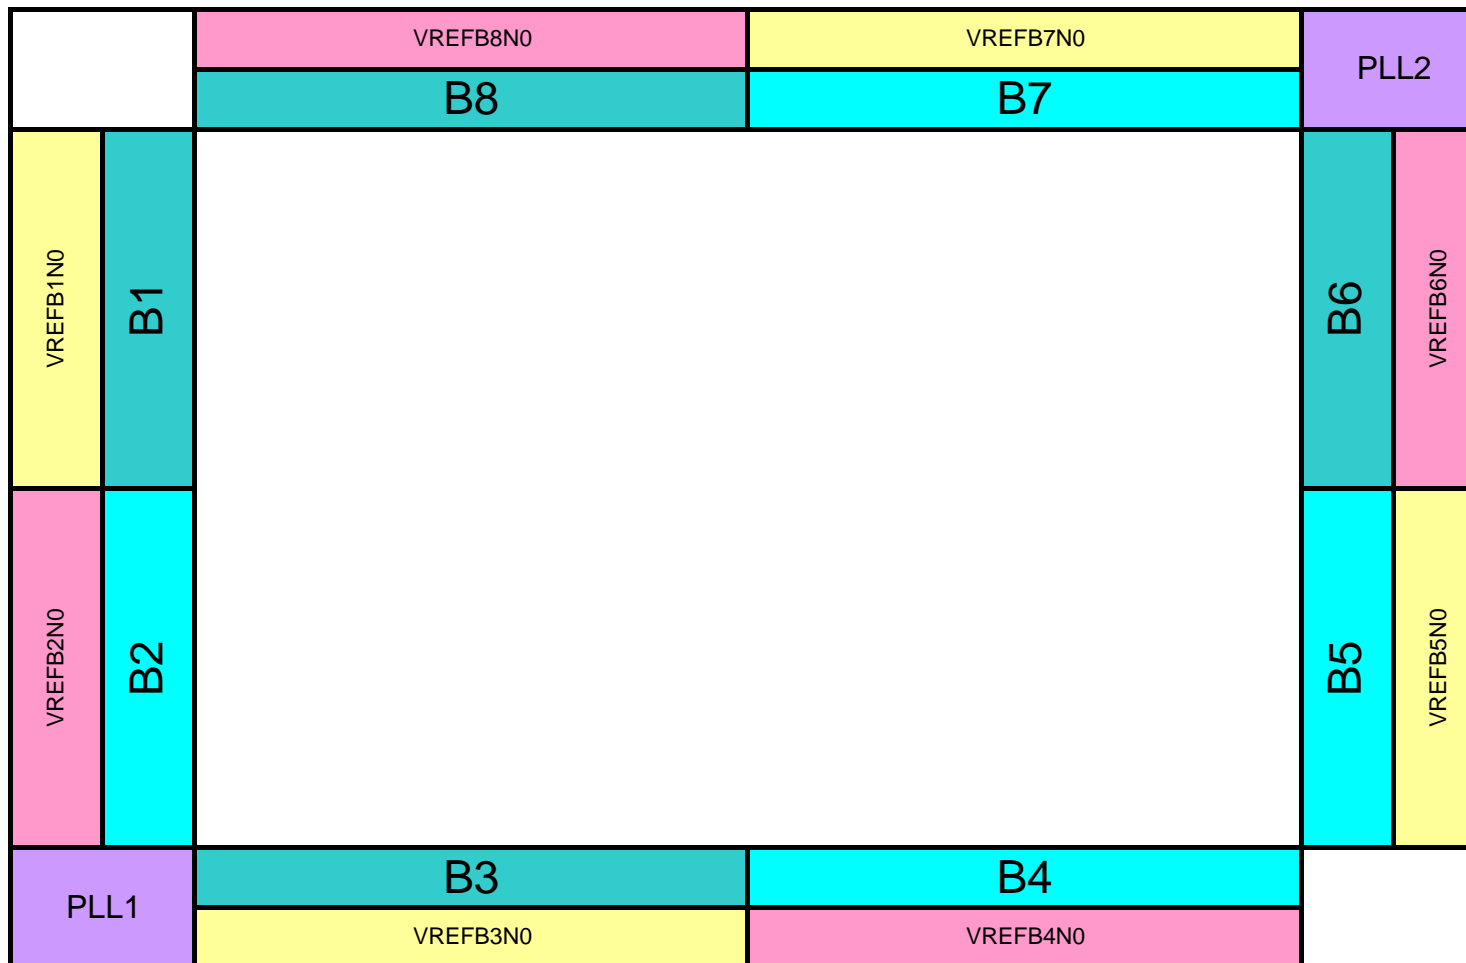 VREFB8N0
VREFB7N0
PLL2
B8
B7
VREFB1N0
B1
B6
VREFB6N0
VREFB2N0
B2
B5
VREFB5N0
PLL1
B3
B4
VREFB3N0
VREFB4N0